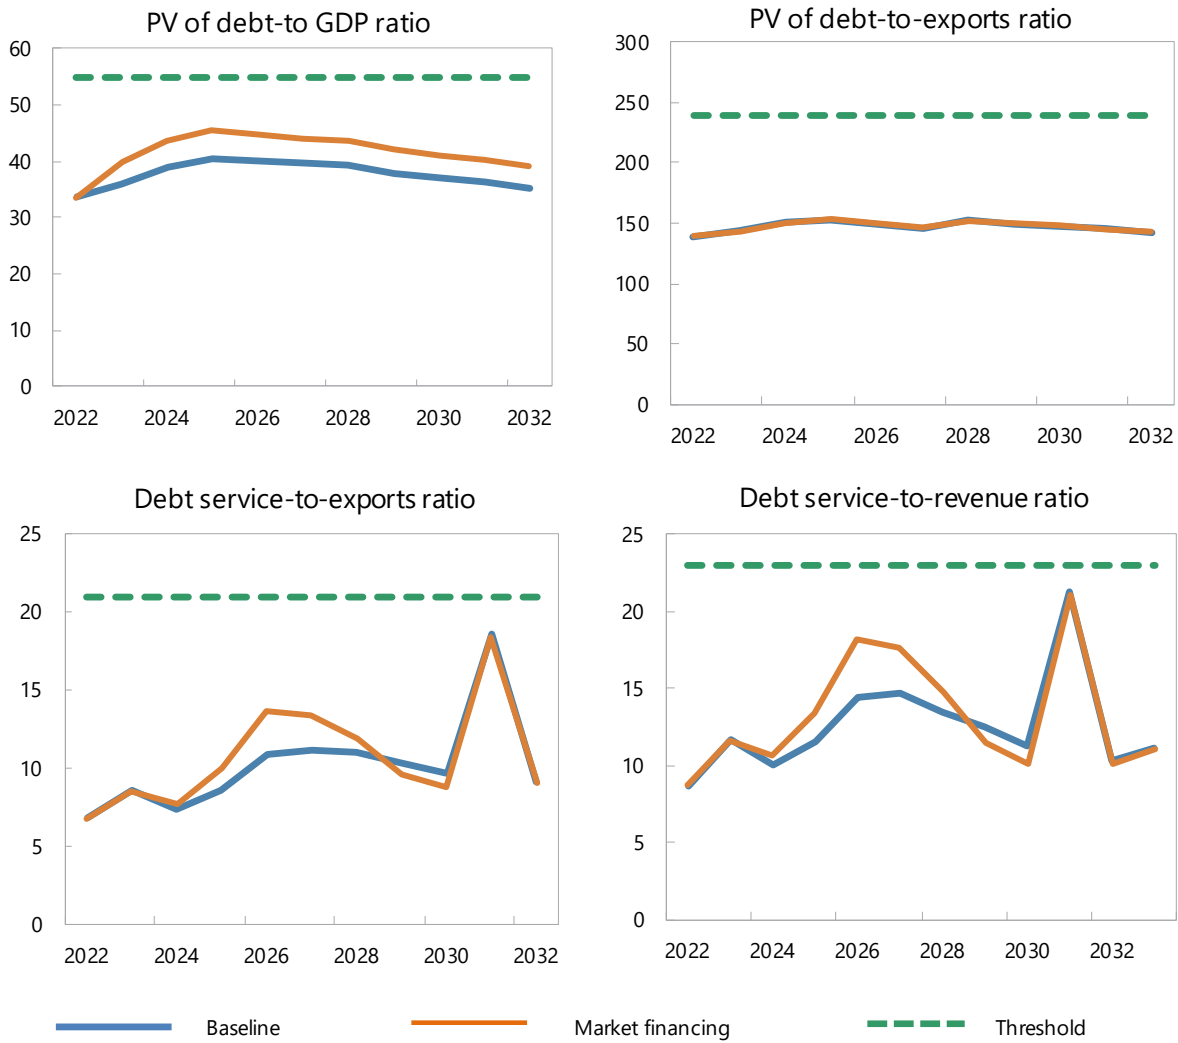 PV of debt-to GDP ratio
60
50
40
30
20
10
0
2022 2024 2026 2028 2030 2032
PV of debt-to-exports ratio
300
250
200
150
100
50
0
2022 2024 2026 2028 2030 2032
Debt service-to-exports ratio
25
20
15
10
5
0
2022 2024 2026 2028 2030 2032
Debt service-to-revenue ratio
25
20
15
10
5
0
2022 2024 2026 2028 2030 2032
Baseline Market financing Threshold